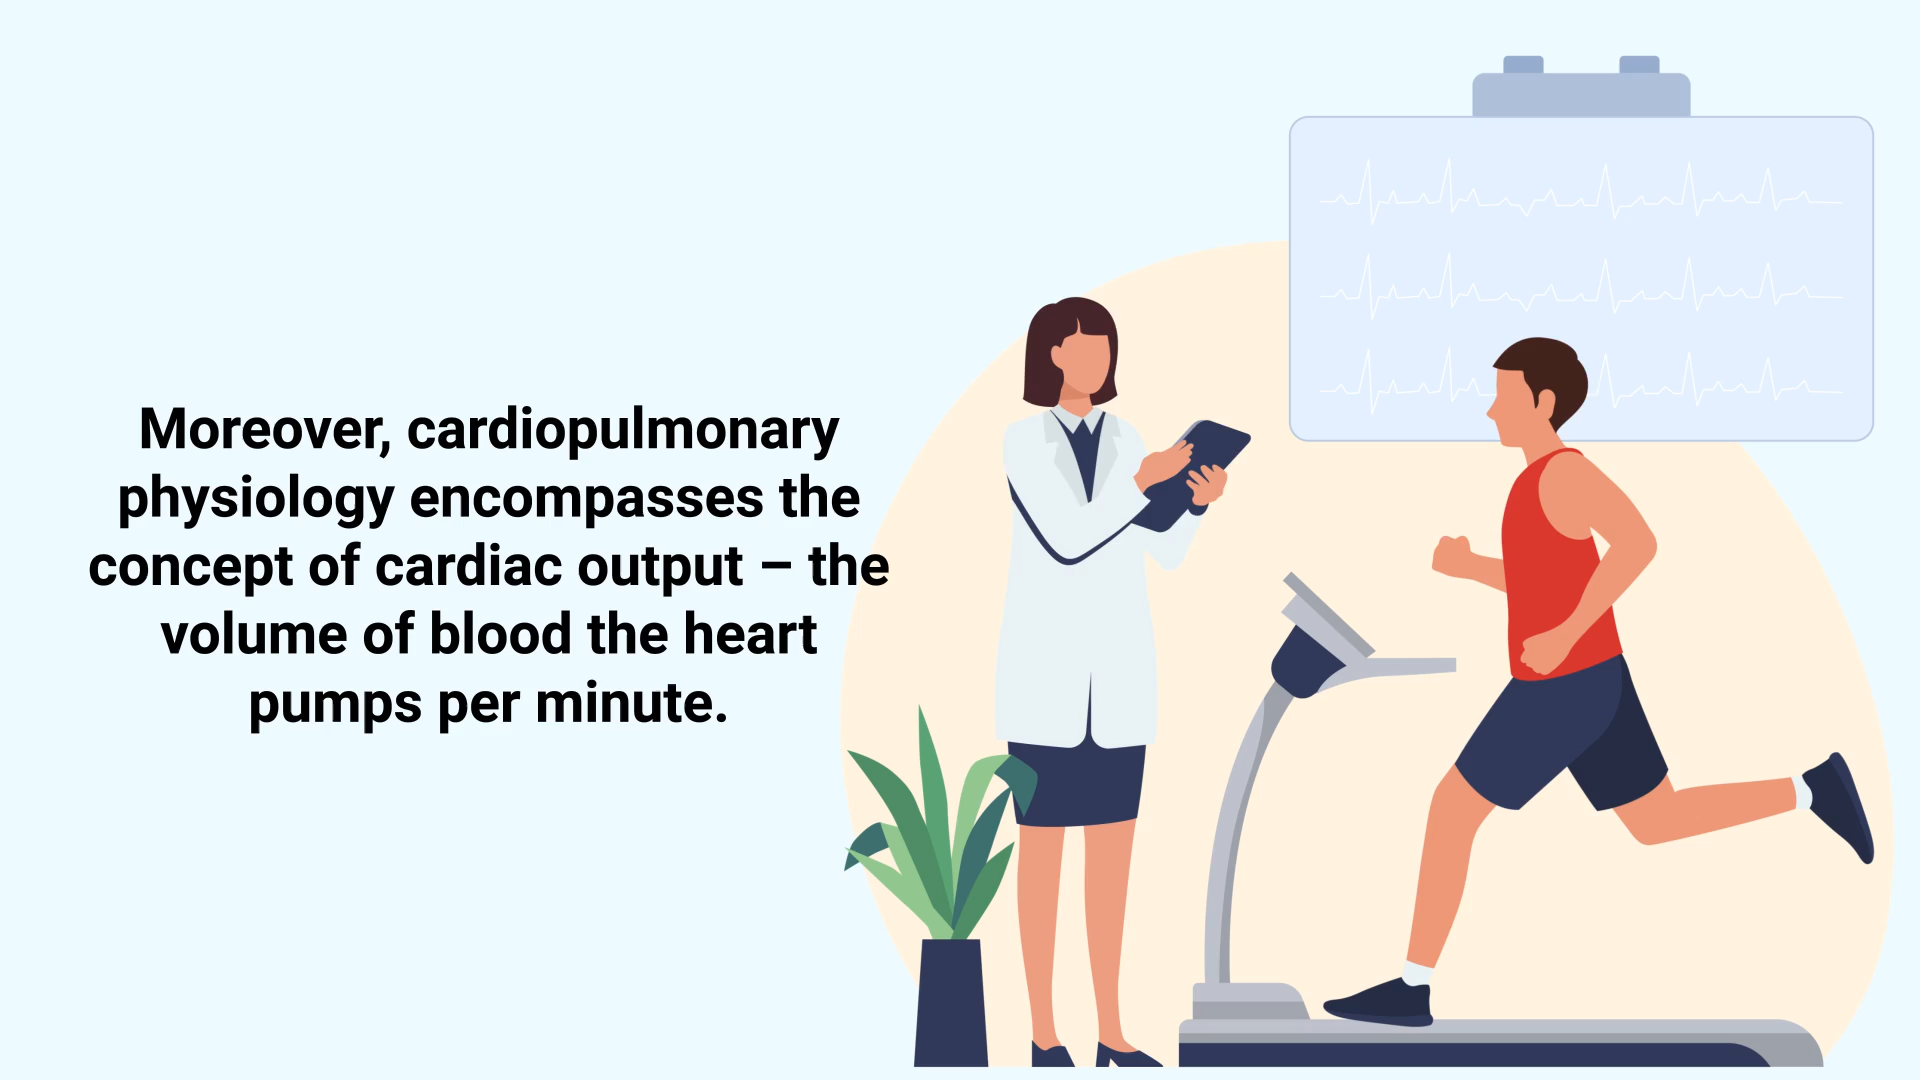 Moreover, cardiopulmonary
physiology encompasses the
concept of cardiac output – the
volume of blood the heart
pumps per minute.